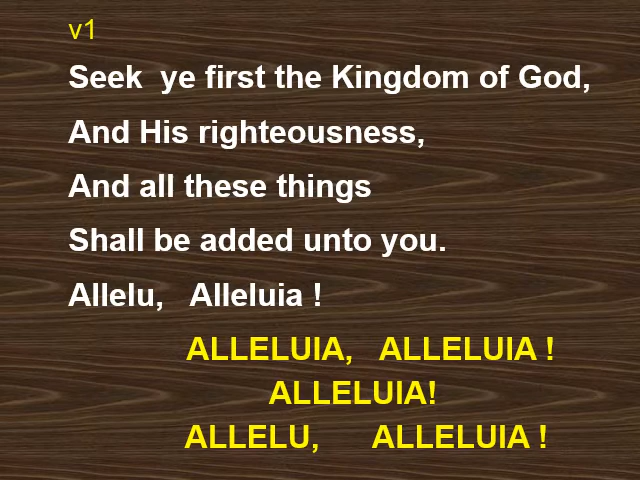 v1
Seek  ye first the Kingdom of God,
And His righteousness,
And all these things
Shall be added unto you.
Allelu,   Alleluia !
ALLELUIA,   ALLELUIA !
ALLELUIA!
ALLELU,      ALLELUIA !